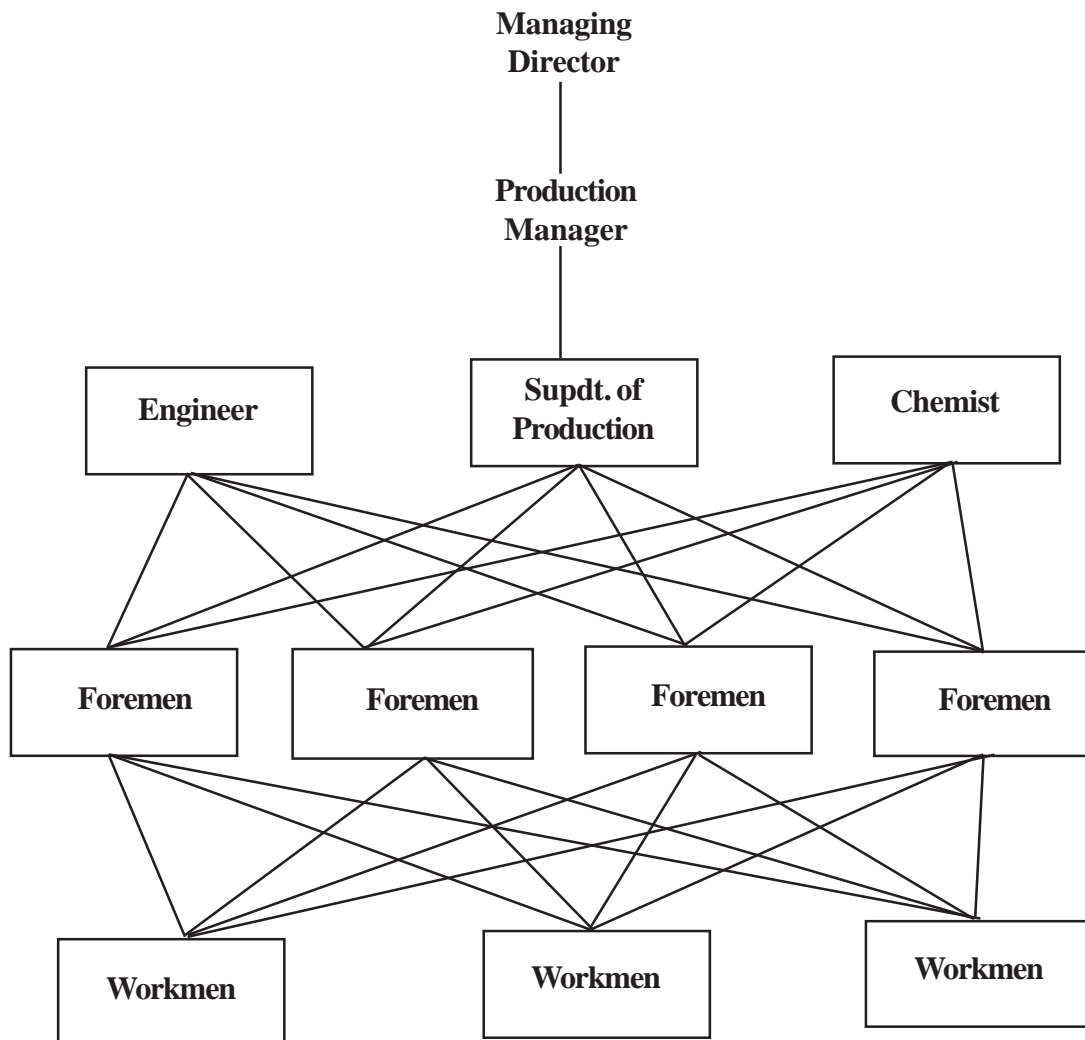 Managing
Director
Production
Manager
Engineer
Supdt. of
Production
Chemist
Foremen
Foremen
Foremen
Foremen
Workmen
Workmen
Workmen